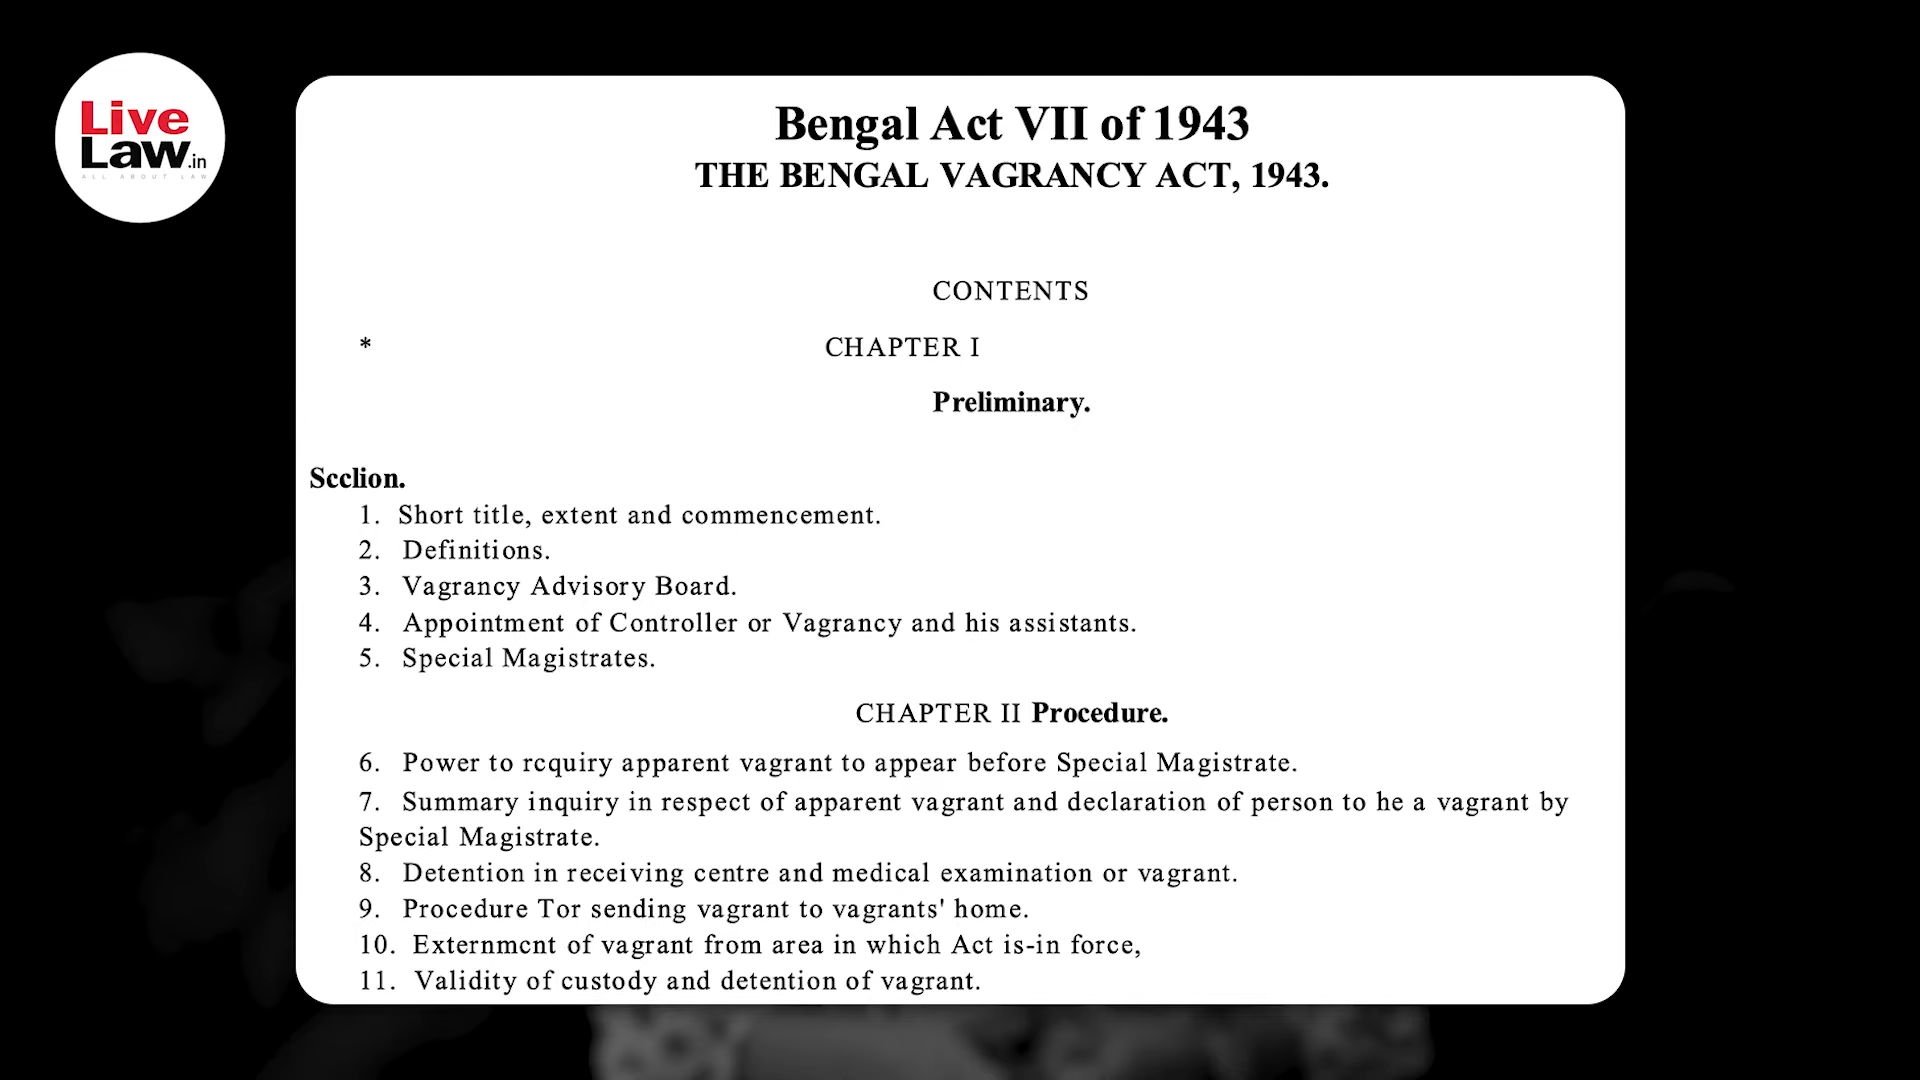 Live
Law.in
ALL ABOUT LAW
Bengal Act VII of 1943
THE BENGAL VAGRANCY ACT, 1943.
CONTENTS
* CHAPTER I
Preliminary.
Scclion.
1. Short title, extent and commencement.
2. Definitions.
3. Vagrancy Advisory Board.
4. Appointment of Controller or Vagrancy and his assistants.
5. Special Magistrates.
CHAPTER II Procedure.
6. Power to rcquiry apparent vagrant to appear before Special Magistrate.
7. Summary inquiry in respect of apparent vagrant and declaration of person to he a vagrant by
Special Magistrate.
8. Detention in receiving centre and medical examination or vagrant.
9. Procedure Tor sending vagrant to vagrants' home.
10. Externmcnt of vagrant from area in which Act is-in force,
11. Validity of custody and detention of vagrant.